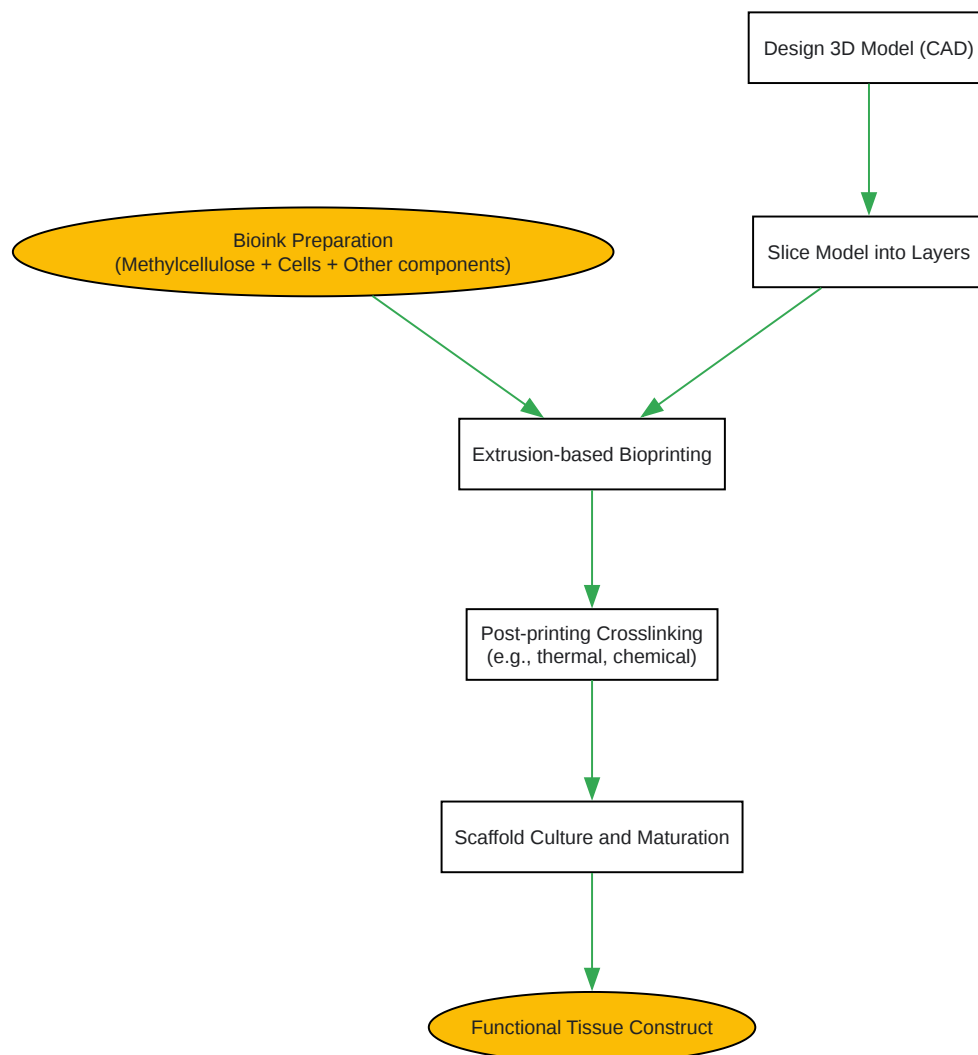 Design 3D Model (CAD)
Bioink Preparation
(Methylcellulose + Cells + Other components)
Slice Model into Layers
Extrusion-based Bioprinting
Post-printing Crosslinking
(e.g., thermal, chemical)
Scaffold Culture and Maturation
Functional Tissue Construct